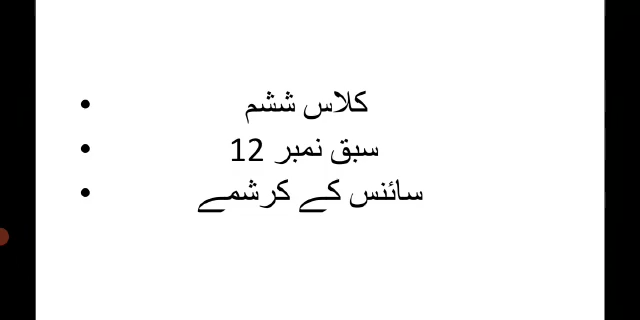 • کلاس ششم
• سبق نمبر 12
• سائنس کے کرشمے